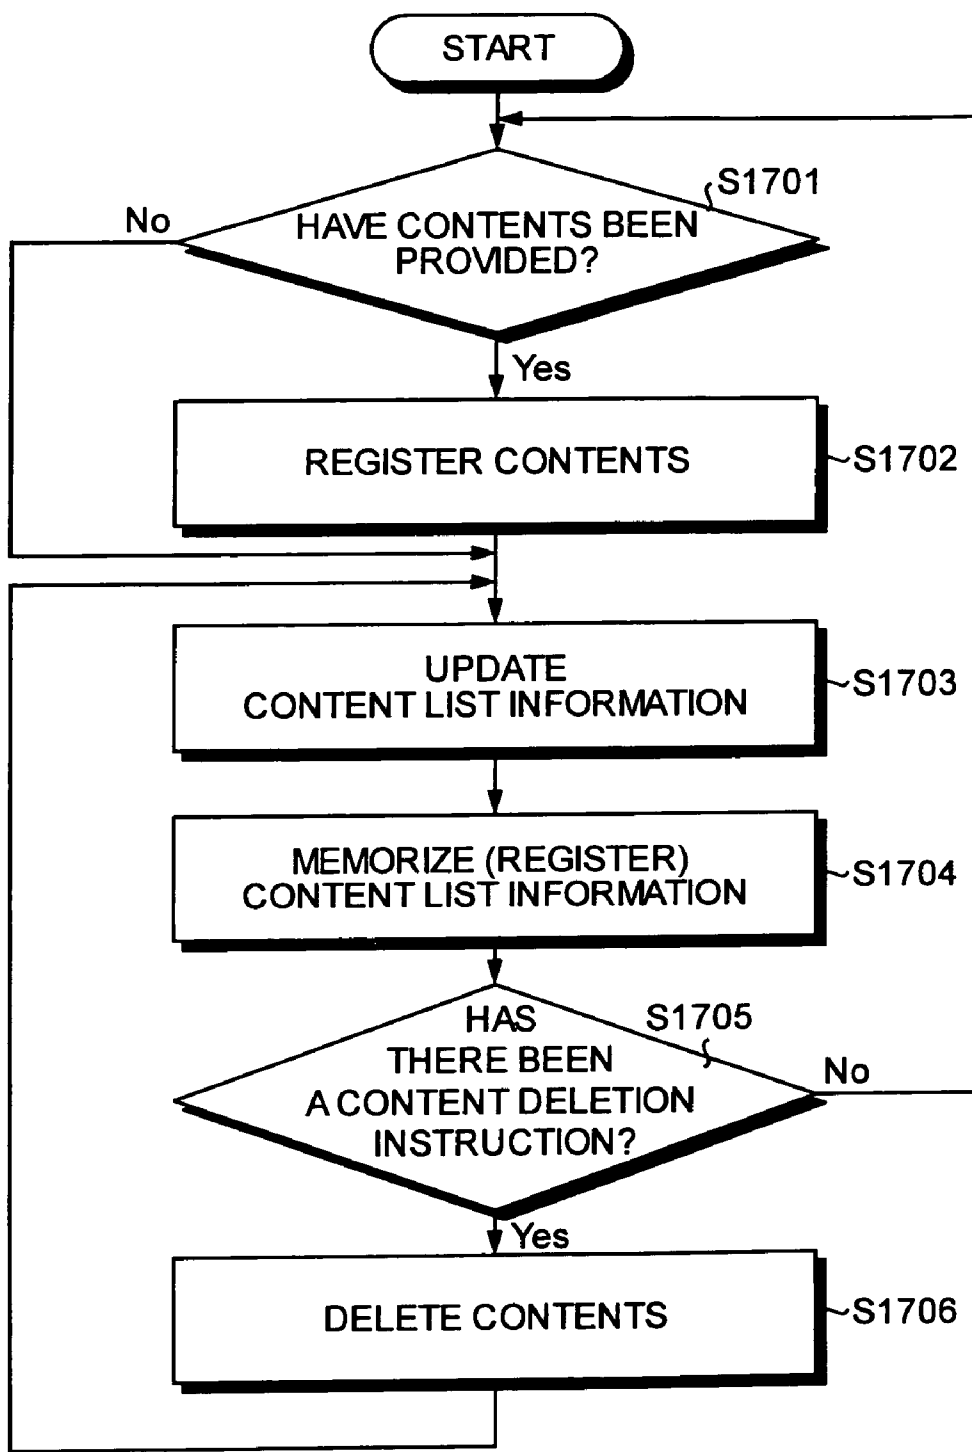 START
S1701
No
HAVE CONTENTS BEEN
PROVIDED?
Yes
REGISTER CONTENTS
S1702
UPDATE
CONTENT LIST INFORMATION
S1703
MEMORIZE (REGISTER)
CONTENT LIST INFORMATION
S1704
HAS
THERE BEEN
A CONTENT DELETION
INSTRUCTION?
S1705
No
Yes
DELETE CONTENTS
S1706